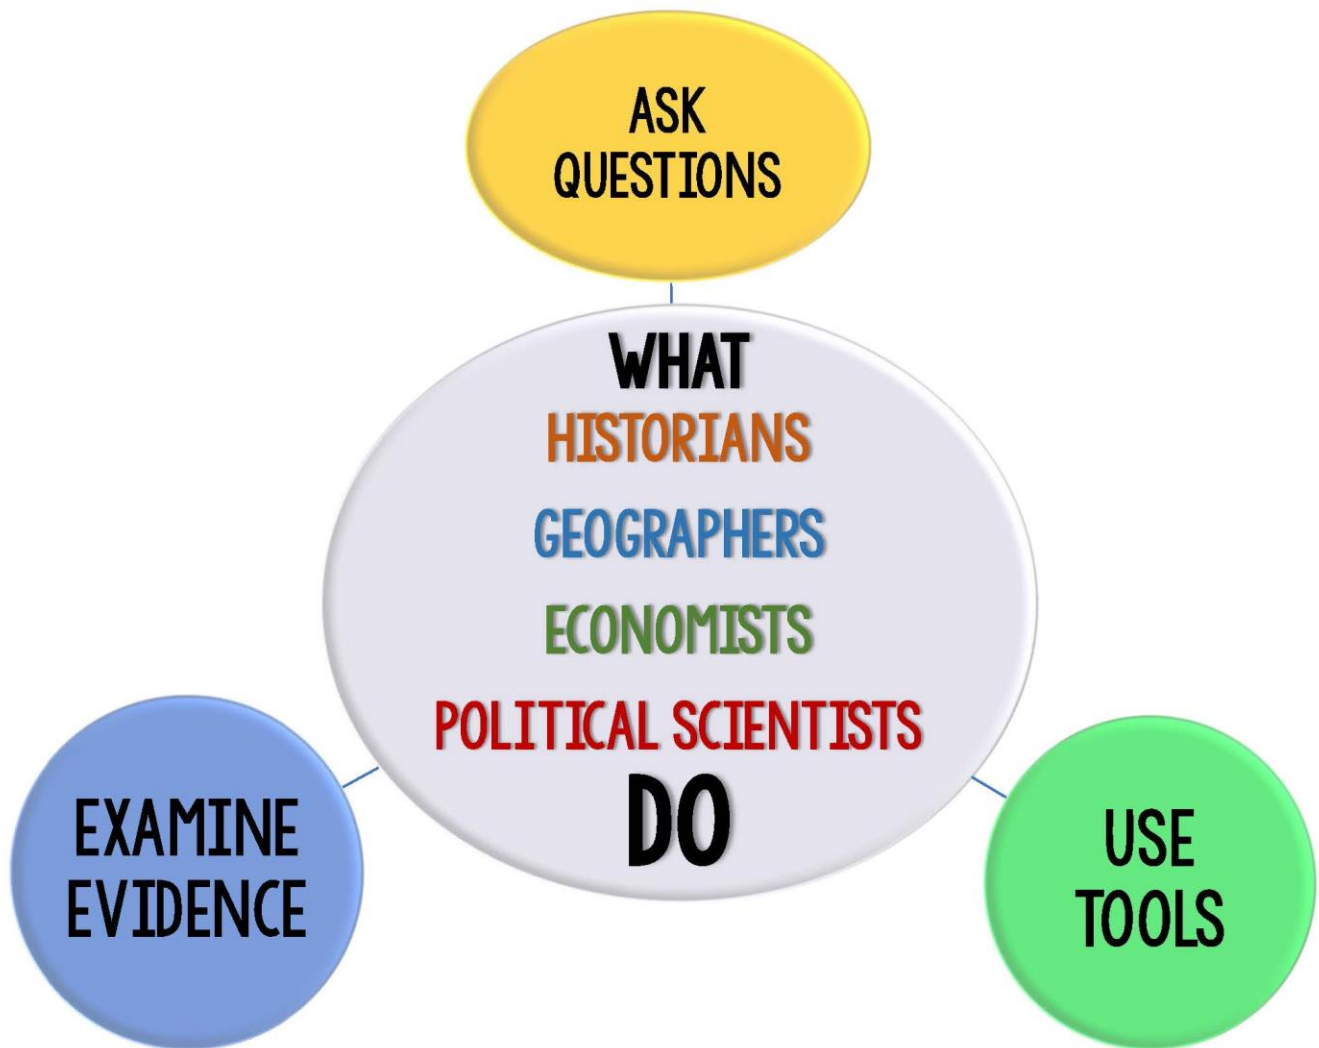 ASK
QUESTIONS
WHAT
HISTORIANS
GEOGRAPHERS
ECONOMISTS
POLITICAL SCIENTISTS
DO
EXAMINE
EVIDENCE
USE
TOOLS